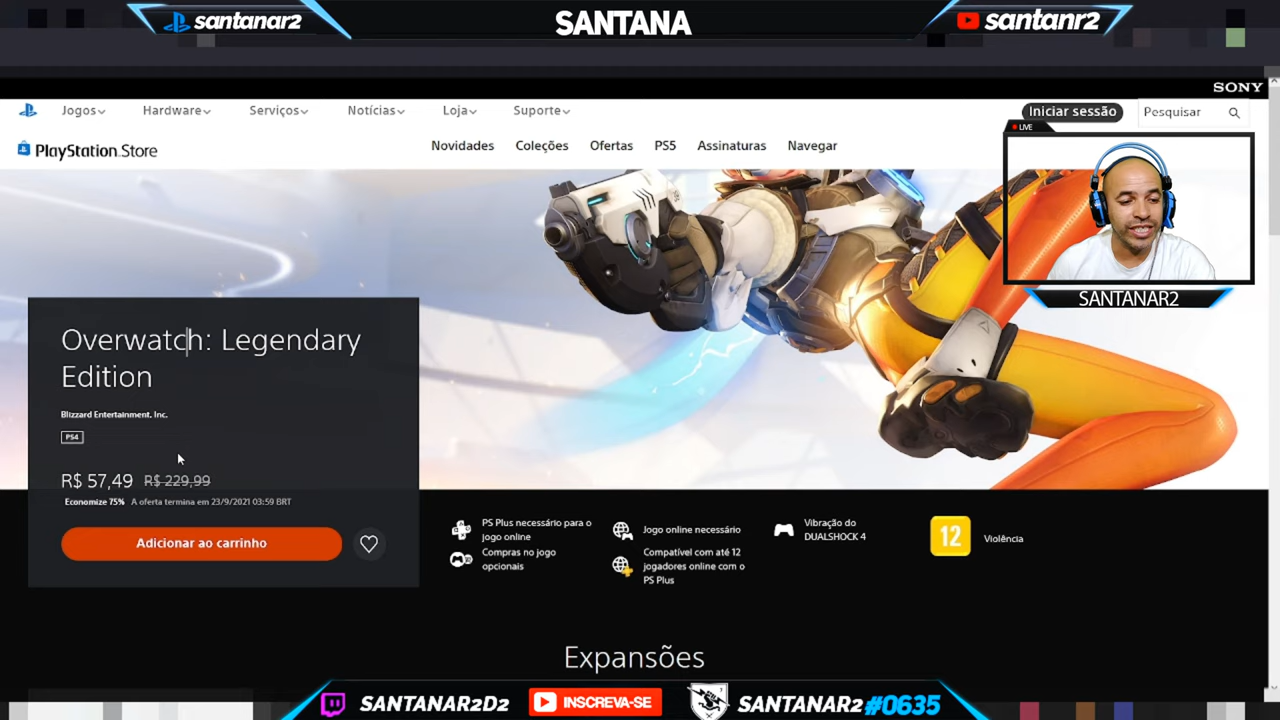 santanar2
SANTANA
santanr2
SONY
Jogos
Hardware
Serviços
Notícias
Loja
Suporte
Iniciar sessão
Pesquisar
PlayStation Store
Novidades
Coleções
Ofertas
PS5
Assinaturas
Navegar
LIVE
SANTANAR2
Overwatch: Legendary
Edition
Blizzard Entertainment, Inc.
PS4
R$ 57,49 R$ 229,99
Economize 75% A oferta termina em 23/9/2021 03:59 BRT
Adicionar ao carrinho
PS Plus necessário para o
jogo online
Compras no jogo
opcionais
Jogo online necessário
Compatível com até 12
jogadores online com o
PS Plus
Vibração do
DUALSHOCK 4
12
Violência
Expansões
SANTANAR2D2
INSCREVA-SE
SANTANAR2 #0635